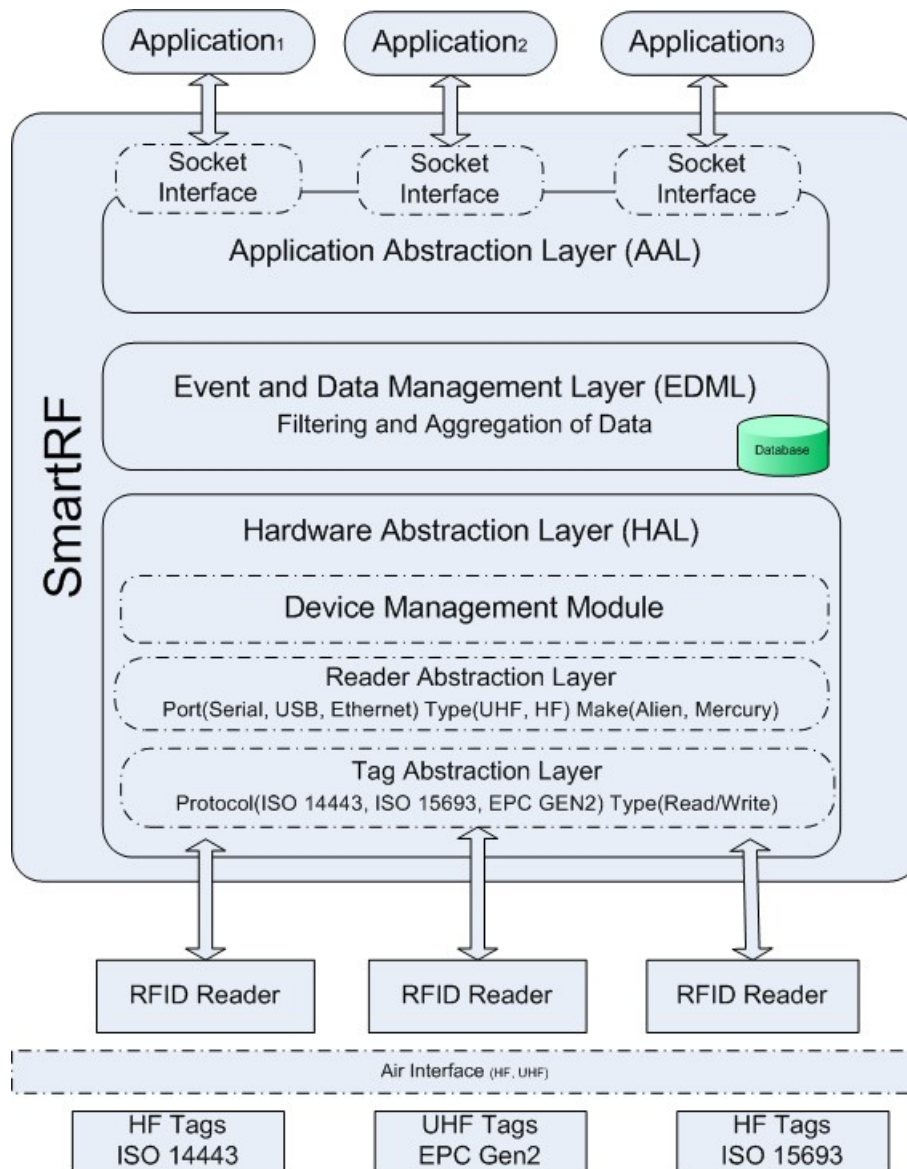 Application1
Application2
Application3
Socket
Interface
Socket
Interface
Socket
Interface
Application Abstraction Layer (AAL)
SmartRF
Event and Data Management Layer (EDML)
Filtering and Aggregation of Data
Database
Hardware Abstraction Layer (HAL)
Device Management Module
Reader Abstraction Layer
Port(Serial, USB, Ethernet) Type(UHF, HF) Make(Alien, Mercury)
Tag Abstraction Layer
Protocol(ISO 14443, ISO 15693, EPC GEN2) Type(Read/Write)
RFID Reader
RFID Reader
RFID Reader
Air Interface (HF, UHF)
HF Tags
ISO 14443
UHF Tags
EPC Gen2
HF Tags
ISO 15693